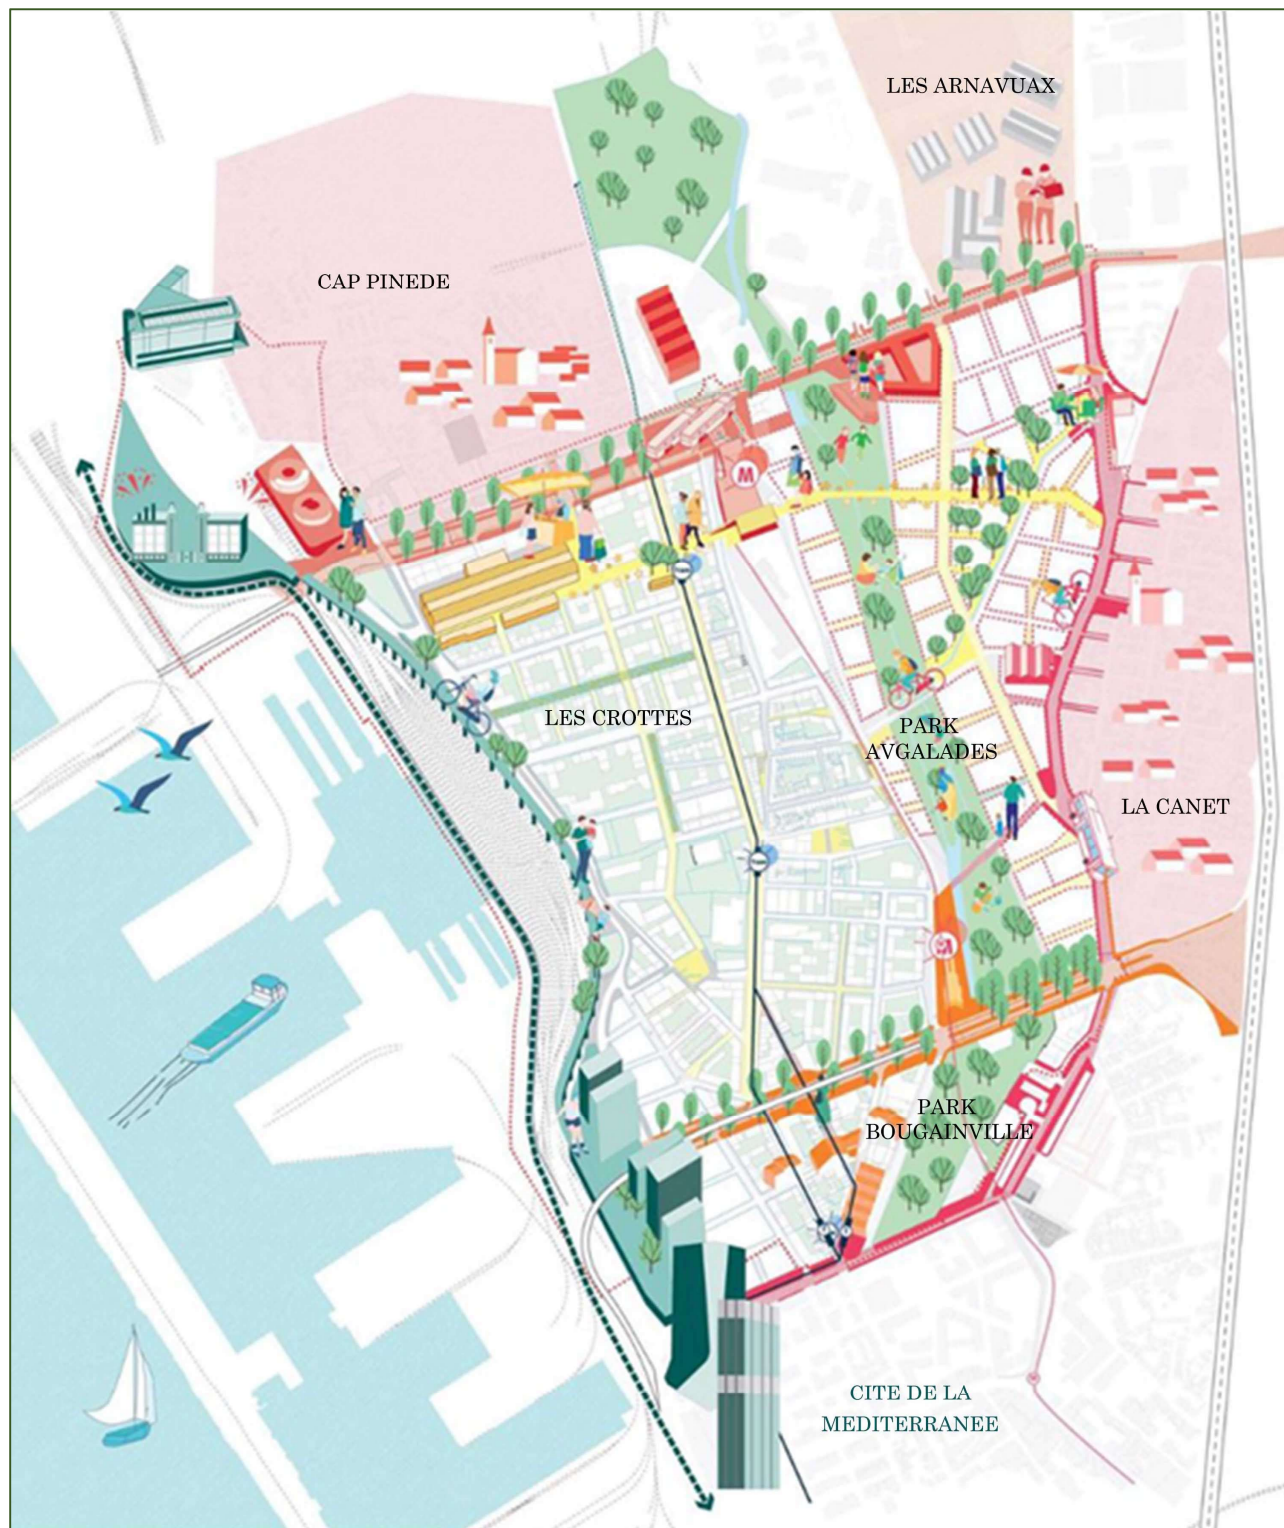 LES ARNAVUAX
CAP PINEDE
M
LES CROTTES
PARK
AVGALADES
LA CANET
M
PARK
BOUGAINVILLE
CITE DE LA
MEDITERRANEE